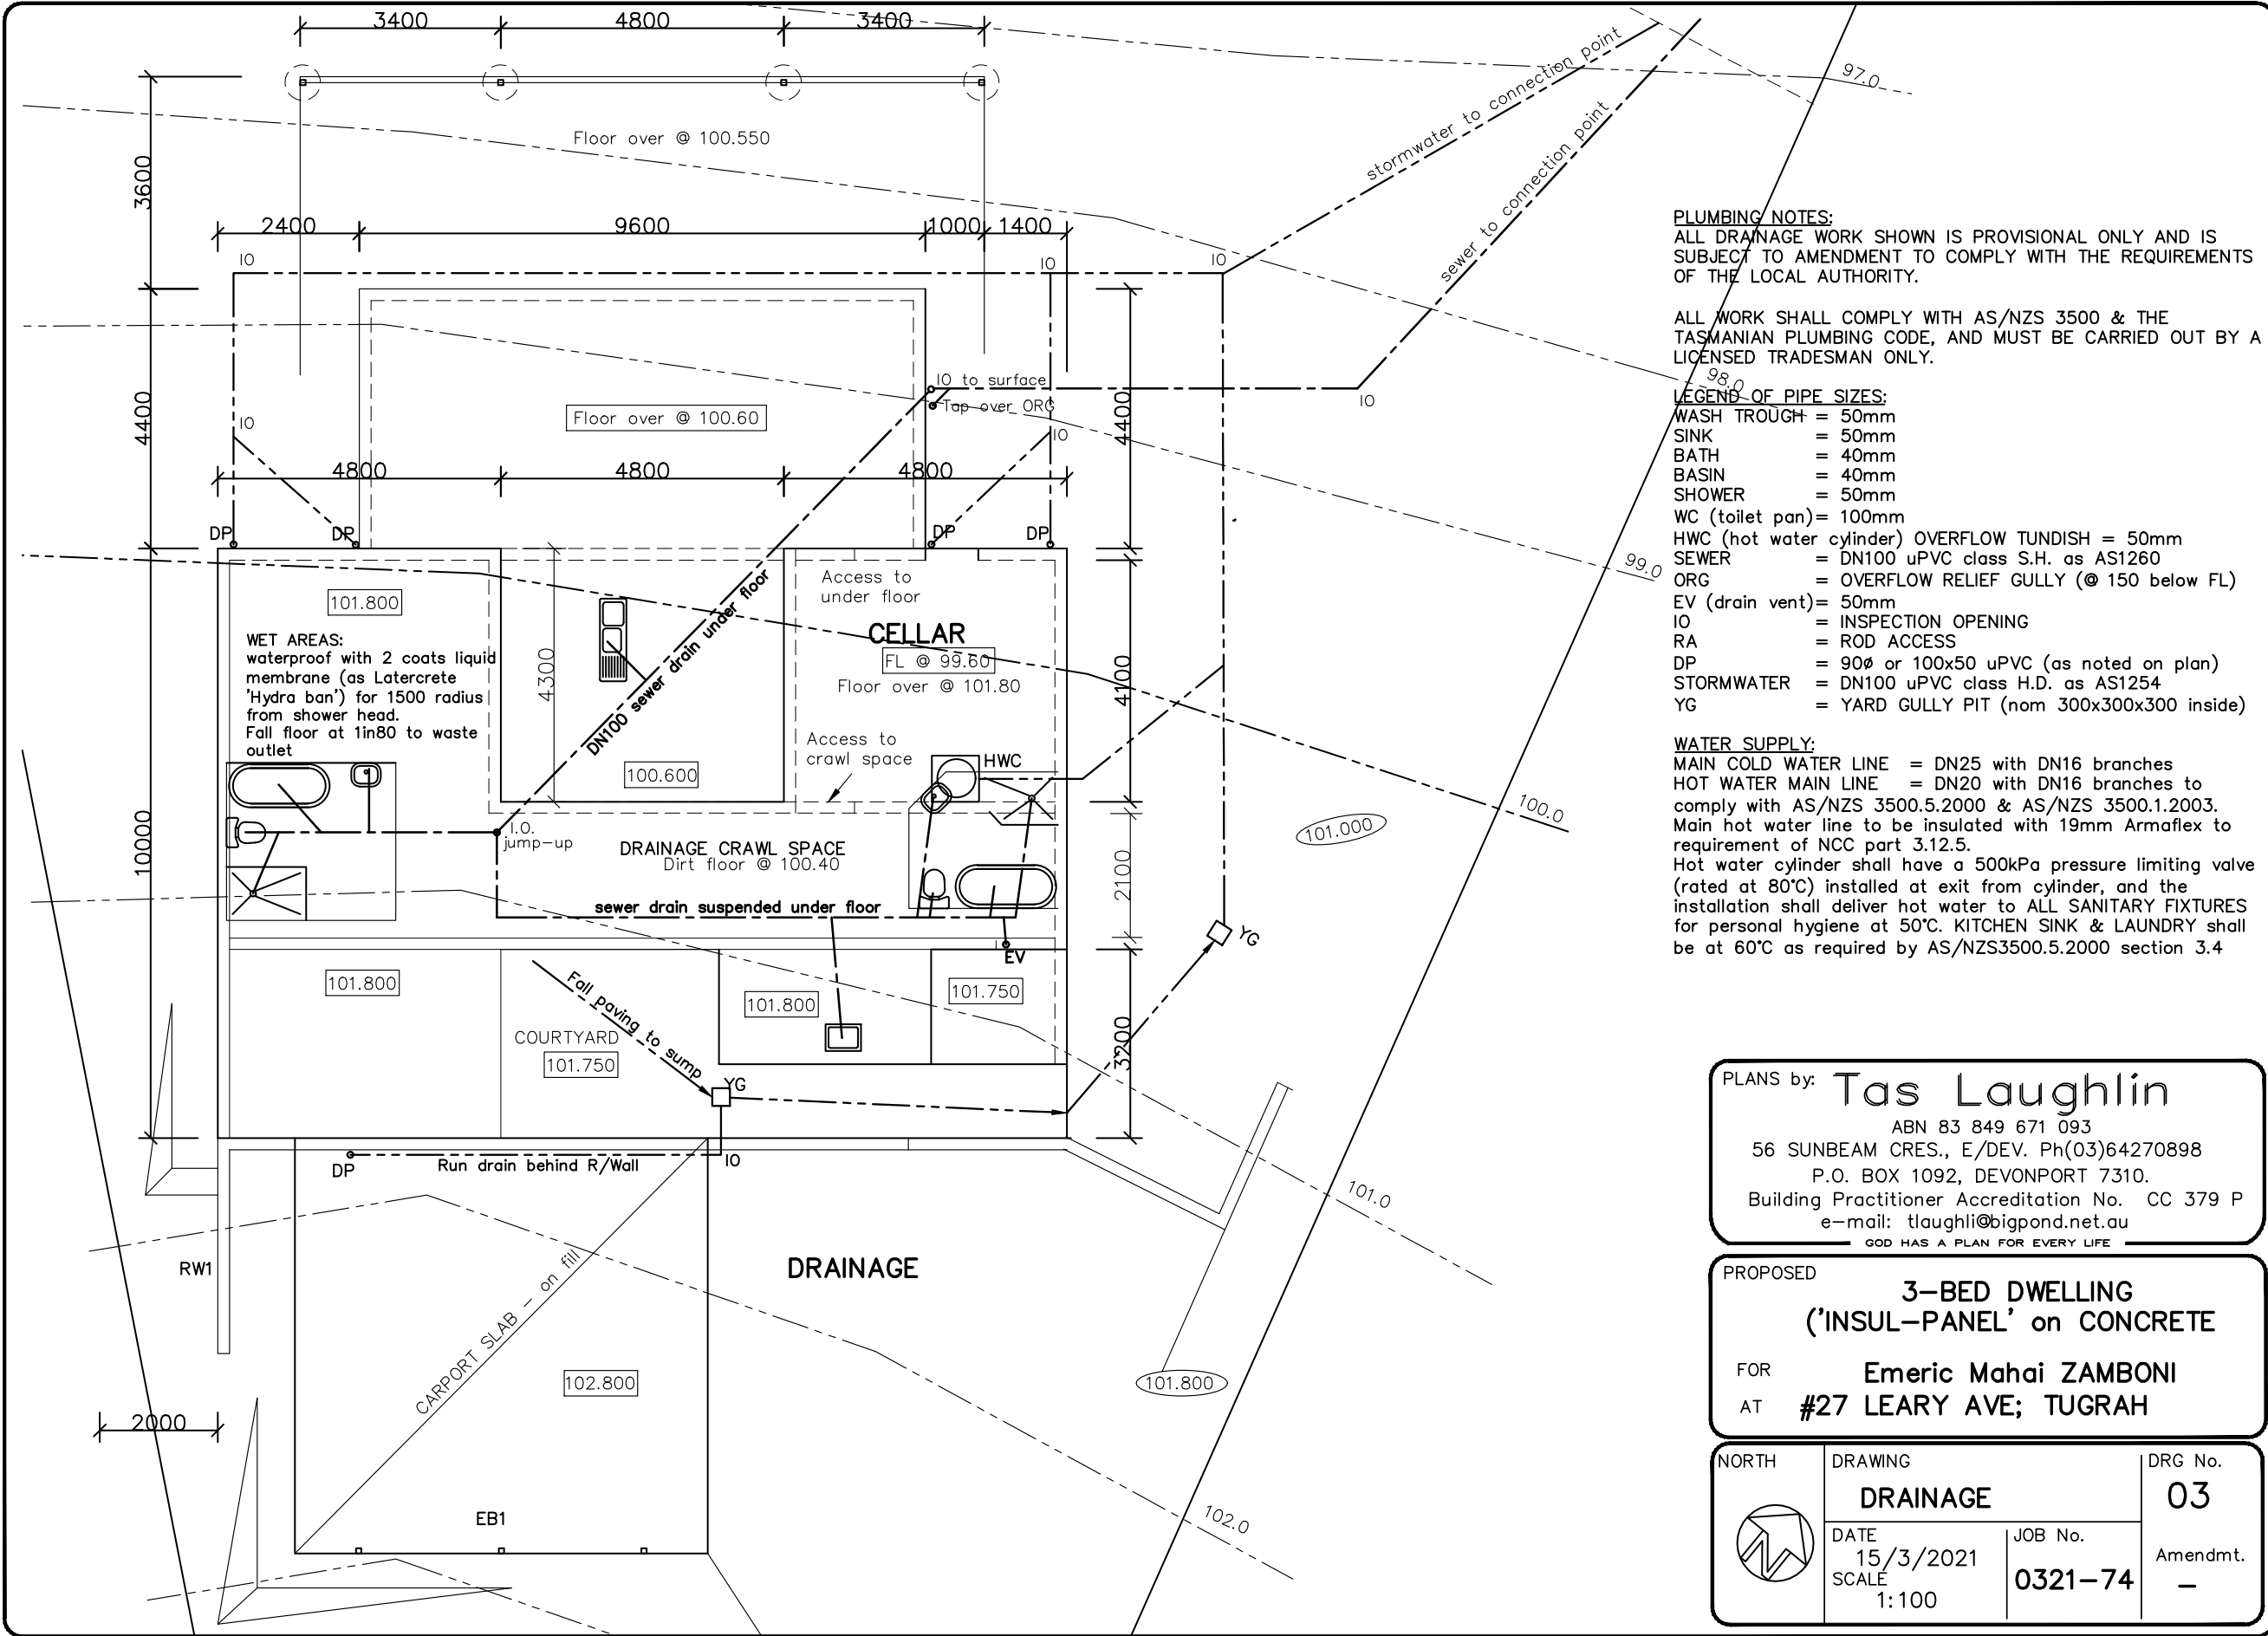 3400 4800 3400
97.0
stormwater to connection point
sewer to connection point
Floor over @ 100.550
3600
2400 9600 1000 1400
IO IO IO
IO to surface
Tap over ORG
IO
98.0
4400
Floor over @ 100.60
4400
IO IO
4800 4800 4800
DP DP DP DP
99.0
101.800
Access to
under floor
CELLAR
FL @ 99.60
Floor over @ 101.80
WET AREAS:
waterproof with 2 coats liquid
membrane (as Latercrete
'Hydra ban') for 1500 radius
from shower head.
Fall floor at 1in80 to waste
outlet
4300
DN100 sewer drain under floor
4100
Access to
crawl space
HWC
100.600
100.0
101.000
10000
I.O.
jump-up
DRAINAGE CRAWL SPACE
Dirt floor @ 100.40
2100
sewer drain suspended under floor
EV
YG
101.800
101.800
101.750
Fall paving to sump
COURTYARD
101.750
3200
YG
DP
Run drain behind R/Wall
IO
101.0
RW1
DRAINAGE
CARPORT SLAB - on fill
102.800
101.800
2000
EB1
102.0
PLUMBING NOTES:
ALL DRAINAGE WORK SHOWN IS PROVISIONAL ONLY AND IS
SUBJECT TO AMENDMENT TO COMPLY WITH THE REQUIREMENTS
OF THE LOCAL AUTHORITY.
ALL WORK SHALL COMPLY WITH AS/NZS 3500 & THE
TASMANIAN PLUMBING CODE, AND MUST BE CARRIED OUT BY A
LICENSED TRADESMAN ONLY.
LEGEND OF PIPE SIZES:
WASH TROUGH = 50mm
SINK = 50mm
BATH = 40mm
BASIN = 40mm
SHOWER = 50mm
WC (toilet pan)= 100mm
HWC (hot water cylinder) OVERFLOW TUNDISH = 50mm
SEWER = DN100 uPVC class S.H. as AS1260
ORG = OVERFLOW RELIEF GULLY (@ 150 below FL)
EV (drain vent)= 50mm
IO = INSPECTION OPENING
RA = ROD ACCESS
DP = 90ø or 100x50 uPVC (as noted on plan)
STORMWATER = DN100 uPVC class H.D. as AS1254
YG = YARD GULLY PIT (nom 300x300x300 inside)
WATER SUPPLY:
MAIN COLD WATER LINE = DN25 with DN16 branches
HOT WATER MAIN LINE = DN20 with DN16 branches to
comply with AS/NZS 3500.5.2000 & AS/NZS 3500.1.2003.
Main hot water line to be insulated with 19mm Armaflex to
requirement of NCC part 3.12.5.
Hot water cylinder shall have a 500kPa pressure limiting valve
(rated at 80°C) installed at exit from cylinder, and the
installation shall deliver hot water to ALL SANITARY FIXTURES
for personal hygiene at 50°C. KITCHEN SINK & LAUNDRY shall
be at 60°C as required by AS/NZS3500.5.2000 section 3.4
PLANS by: Tas Laughlin
ABN 83 849 671 093
56 SUNBEAM CRES., E/DEV. Ph(03)64270898
P.O. BOX 1092, DEVONPORT 7310.
Building Practitioner Accreditation No. CC 379 P
e-mail: tlaughli@bigpond.net.au
GOD HAS A PLAN FOR EVERY LIFE
PROPOSED
3-BED DWELLING
('INSUL-PANEL' on CONCRETE
FOR Emeric Mahai ZAMBONI
AT #27 LEARY AVE; TUGRAH
NORTH
DRAWING
DRAINAGE
DRG No.
03
DATE
15/3/2021
SCALE
1:100
JOB No.
0321-74
Amendmt.
-